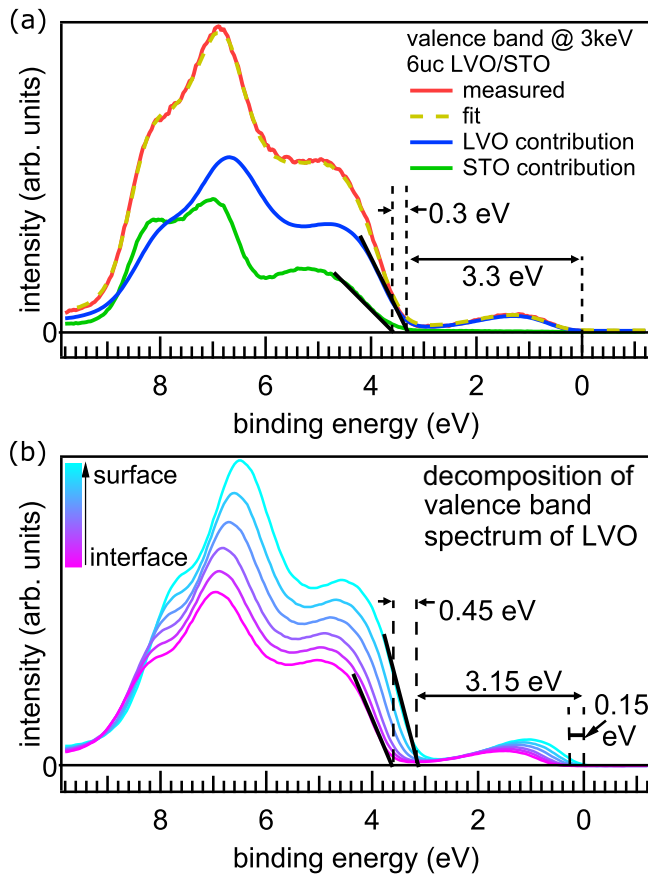 (a)
valence band @ 3keV
6uc LVO/STO
measured
fit
LVO contribution
STO contribution
0.3 eV
3.3 eV
intensity (arb. units)
0
8 6 4 2 0
binding energy (eV)
(b)
surface
interface
decomposition of
valence band
spectrum of LVO
0.45 eV
3.15 eV
0.15
eV
intensity (arb. units)
0
8 6 4 2 0
binding energy (eV)